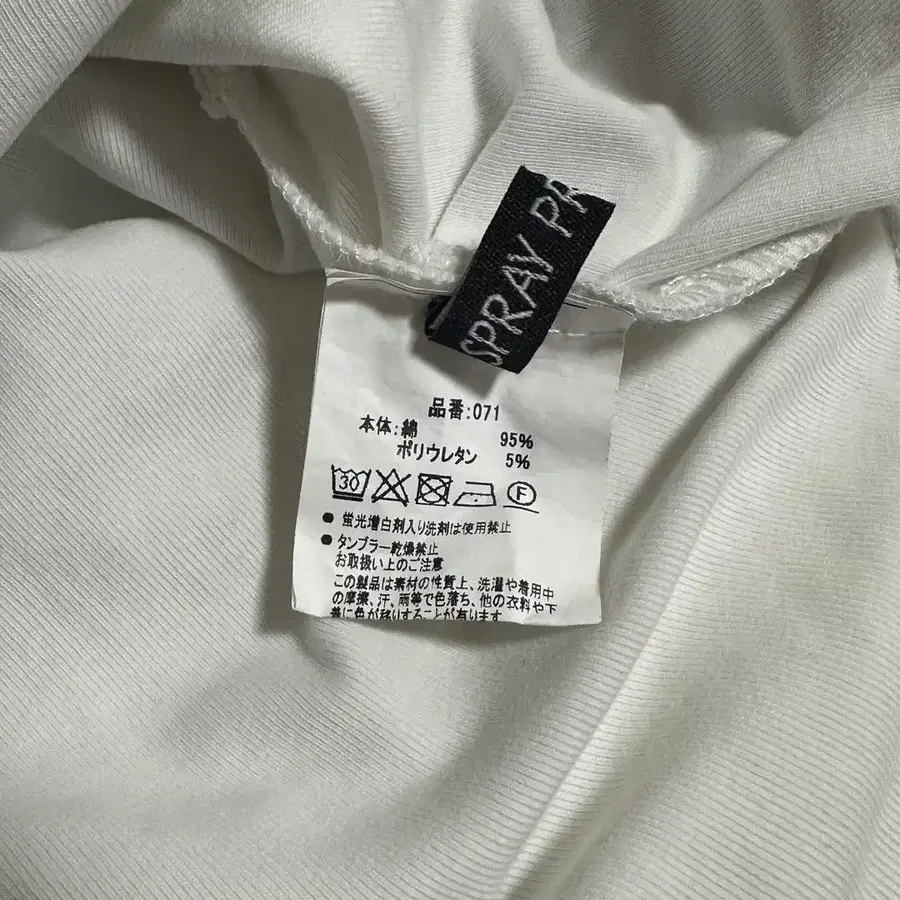 SPRAY PR
品番:071
本体:綿 95%
ポリウレタン 5%
30 F
● 蛍光増白剤入り洗剤は使用禁止
● タンブラー乾燥禁止
お取扱い上のご注意
この製品は素材の性質上、洗濯や着用中
の摩擦、汗、雨等で色落ち、他の衣料や下
着に色が移りすることが有ります